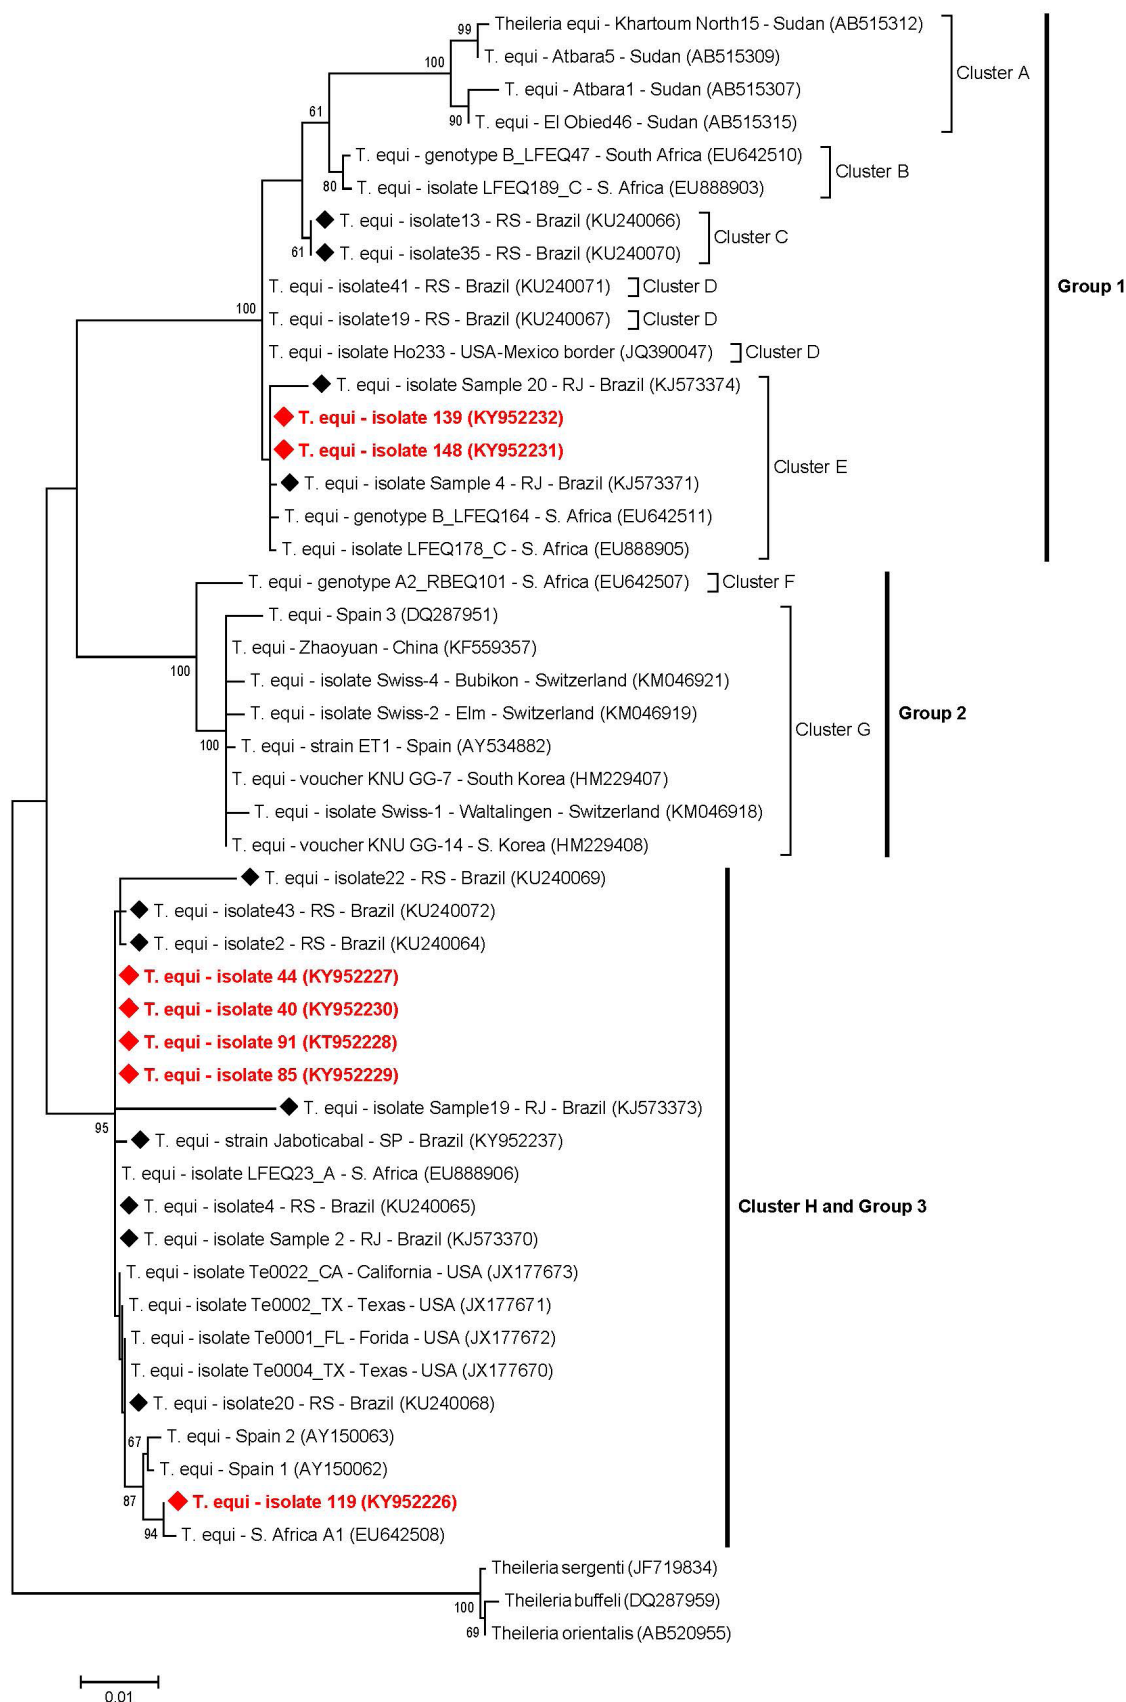 Theileria equi - Khartoum North15 - Sudan (AB515312)
99
T. equi - Atbara5 - Sudan (AB515309)
100
Cluster A
T. equi - Atbara1 - Sudan (AB515307)
61
90
T. equi - El Obied46 - Sudan (AB515315)
T. equi - genotype B_LFEQ47 - South Africa (EU642510)
Cluster B
80
T. equi - isolate LFEQ189_C - S. Africa (EU888903)
T. equi - isolate13 - RS - Brazil (KU240066)
Cluster C
61
T. equi - isolate35 - RS - Brazil (KU240070)
T. equi - isolate41 - RS - Brazil (KU240071)
Cluster D
Group 1
100
T. equi - isolate19 - RS - Brazil (KU240067)
Cluster D
T. equi - isolate Ho233 - USA-Mexico border (JQ390047)
Cluster D
T. equi - isolate Sample 20 - RJ - Brazil (KJ573374)
T. equi - isolate 139 (KY952232)
T. equi - isolate 148 (KY952231)
Cluster E
T. equi - isolate Sample 4 - RJ - Brazil (KJ573371)
T. equi - genotype B_LFEQ164 - S. Africa (EU642511)
T. equi - isolate LFEQ178_C - S. Africa (EU888905)
T. equi - genotype A2_RBEQ101 - S. Africa (EU642507)
Cluster F
T. equi - Spain 3 (DQ287951)
T. equi - Zhaoyuan - China (KF559357)
100
T. equi - isolate Swiss-4 - Bubikon - Switzerland (KM046921)
T. equi - isolate Swiss-2 - Elm - Switzerland (KM046919)
Group 2
Cluster G
100
T. equi - strain ET1 - Spain (AY534882)
T. equi - voucher KNU GG-7 - South Korea (HM229407)
T. equi - isolate Swiss-1 - Waltalingen - Switzerland (KM046918)
T. equi - voucher KNU GG-14 - S. Korea (HM229408)
T. equi - isolate22 - RS - Brazil (KU240069)
T. equi - isolate43 - RS - Brazil (KU240072)
T. equi - isolate2 - RS - Brazil (KU240064)
T. equi - isolate 44 (KY952227)
T. equi - isolate 40 (KY952230)
T. equi - isolate 91 (KT952228)
T. equi - isolate 85 (KY952229)
T. equi - isolate Sample19 - RJ - Brazil (KJ573373)
95
T. equi - strain Jaboticabal - SP - Brazil (KY952237)
T. equi - isolate LFEQ23_A - S. Africa (EU888906)
T. equi - isolate4 - RS - Brazil (KU240065)
Cluster H and Group 3
T. equi - isolate Sample 2 - RJ - Brazil (KJ573370)
T. equi - isolate Te0022_CA - California - USA (JX177673)
T. equi - isolate Te0002_TX - Texas - USA (JX177671)
T. equi - isolate Te0001_FL - Forida - USA (JX177672)
T. equi - isolate Te0004_TX - Texas - USA (JX177670)
T. equi - isolate20 - RS - Brazil (KU240068)
67
T. equi - Spain 2 (AY150063)
T. equi - Spain 1 (AY150062)
87
T. equi - isolate 119 (KY952226)
94
T. equi - S. Africa A1 (EU642508)
Theileria sergenti (JF719834)
100
Theileria buffeli (DQ287959)
69
Theileria orientalis (AB520955)
0.01